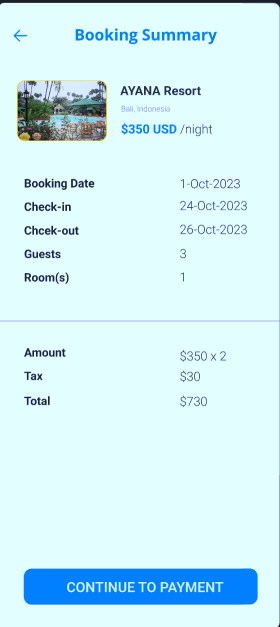 Booking Summary
AYANA Resort
Bali, Indonesia
$350 USD /night
Booking Date 1-Oct-2023
Check-in 24-Oct-2023
Chcek-out 26-Oct-2023
Guests 3
Room(s) 1
Amount $350 x 2
Tax $30
Total $730
CONTINUE TO PAYMENT